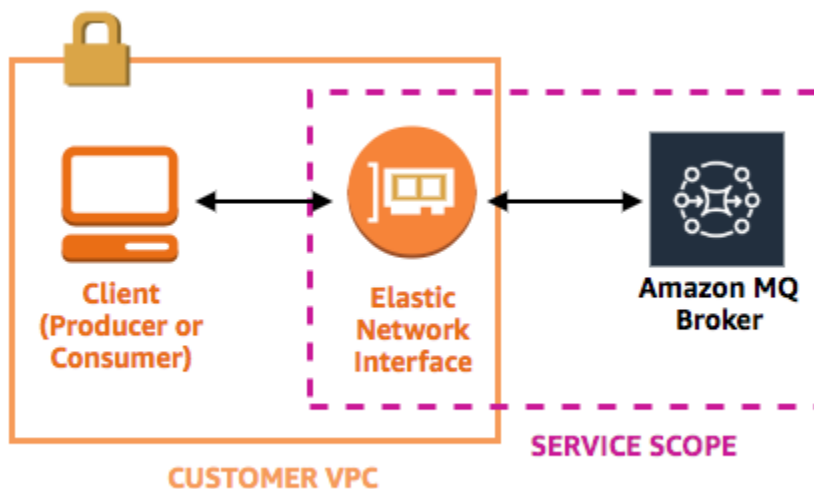 Client
(Producer or
Consumer)
Elastic
Network
Interface
Amazon MQ
Broker
SERVICE SCOPE
CUSTOMER VPC